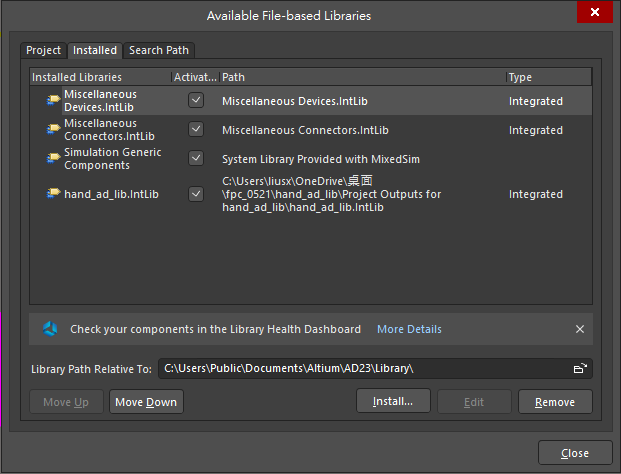 Available File-based Libraries
Project Installed Search Path
Installed Libraries Activat... Path Type
Miscellaneous
Devices.IntLib Miscellaneous Devices.IntLib Integrated
Miscellaneous
Connectors.IntLib Miscellaneous Connectors.IntLib Integrated
Simulation Generic
Components System Library Provided with MixedSim
hand_ad_lib.IntLib C:\Users\liusx\OneDrive\桌面
\fpc_0521\hand_ad_lib\Project Outputs for Integrated
hand_ad_lib\hand_ad_lib.IntLib
Check your components in the Library Health Dashboard More Details
Library Path Relative To: C:\Users\Public\Documents\Altium\AD23\Library\
Move Up Move Down Install... Edit Remove
Close